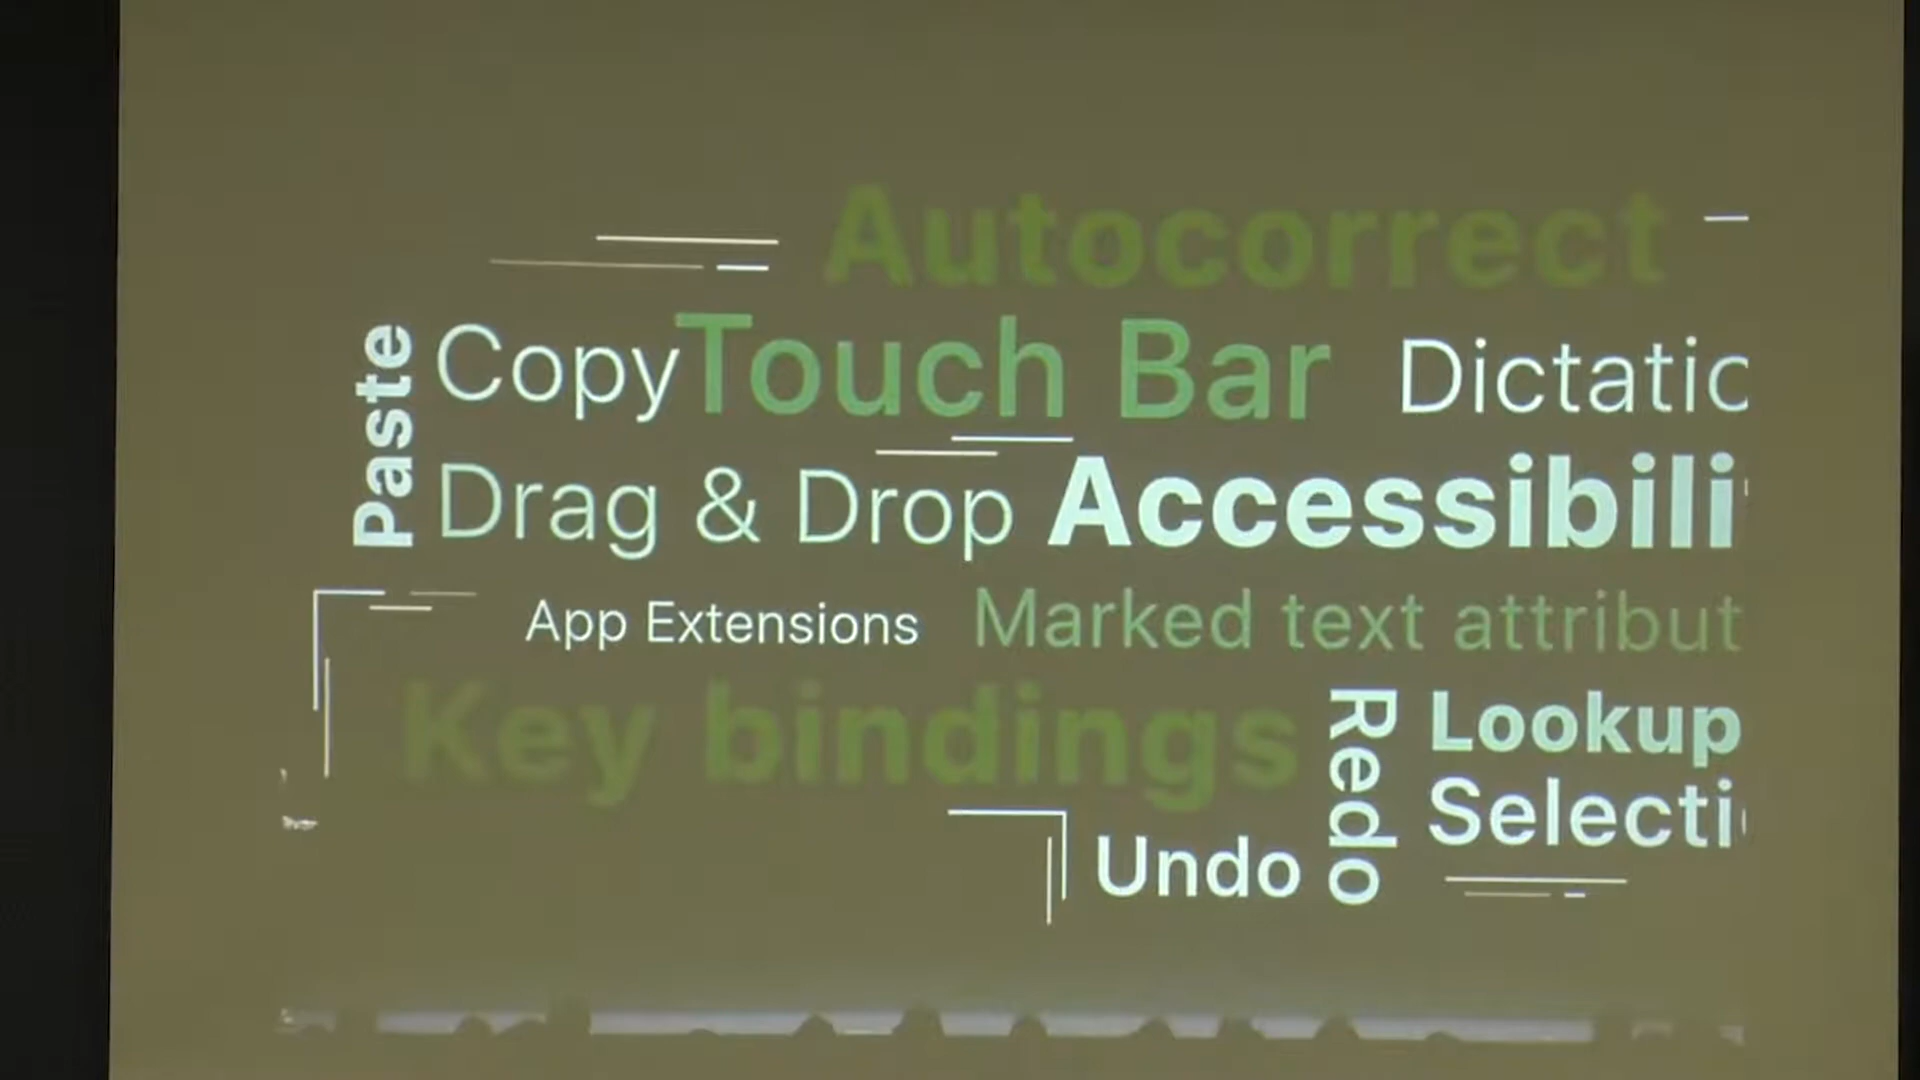 Autocorrect
Paste
Copy
Touch Bar
Dictatio
Drag & Drop
Accessibili
App Extensions
Marked text attribut
Key bindings
Redo
Lookup
Selecti
Undo